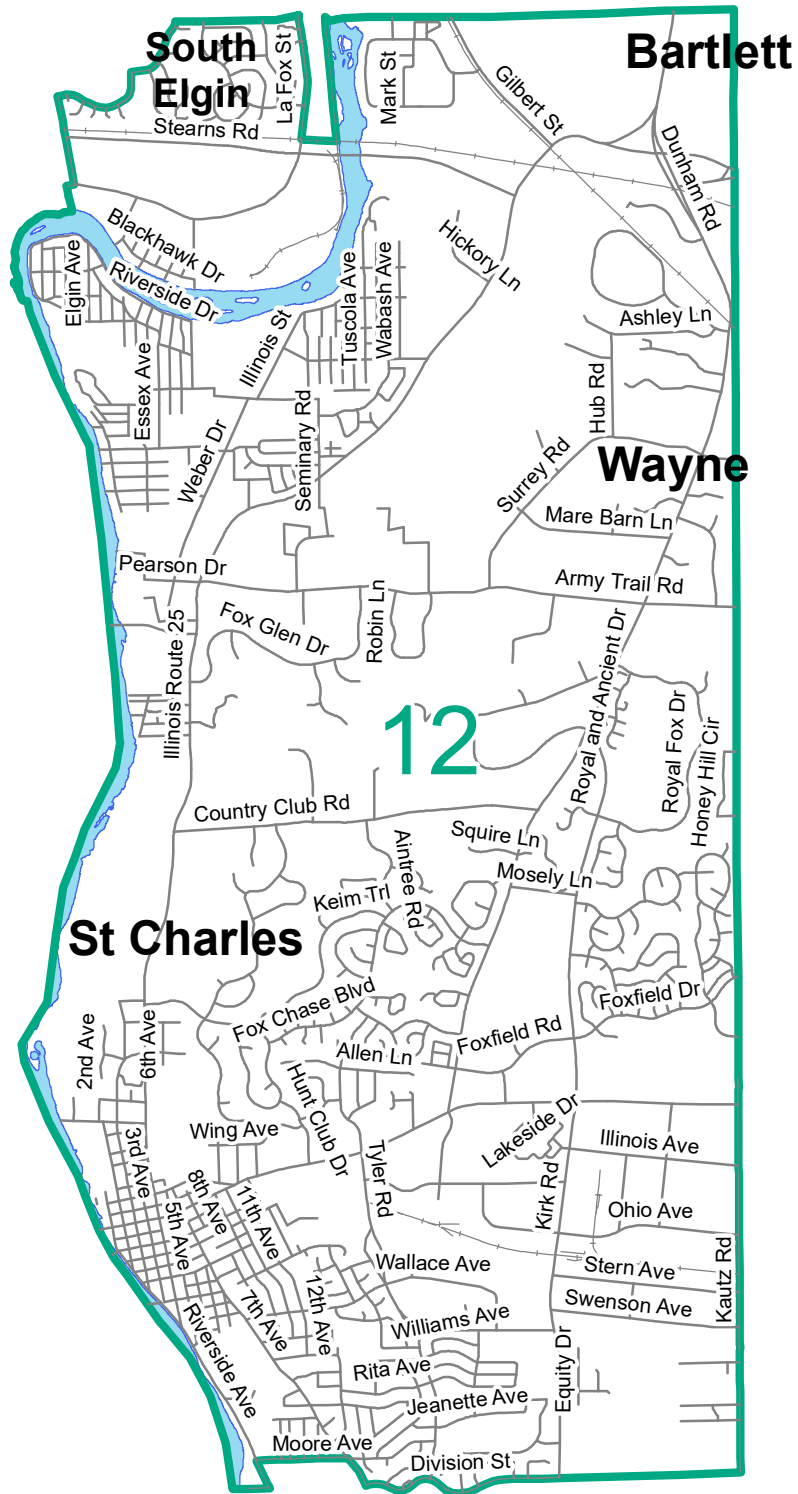 South
Elgin
La Fox St
Mark St
Gilbert St
Bartlett
Stearns Rd
Dunham Rd
Blackhawk Dr
Hickory Ln
Elgin Ave
Riverside Dr
Tuscola Ave
Wabash Ave
Ashley Ln
Illinois St
Essex Ave
Hub Rd
Seminary Rd
Weber Dr
Surrey Rd
Wayne
Mare Barn Ln
Pearson Dr
Army Trail Rd
Fox Glen Dr
Robin Ln
Illinois Route 25
Royal and Ancient Dr
Royal Fox Dr
Honey Hill Cir
12
Country Club Rd
Squire Ln
Aintree Rd
Mosely Ln
Keim Trl
St Charles
Fox Chase Blvd
Foxfield Dr
2nd Ave
6th Ave
Allen Ln
Foxfield Rd
Hunt Club Dr
Wing Ave
Lakeside Dr
Illinois Ave
3rd Ave
8th Ave
5th Ave
11th Ave
Tyler Rd
Kirk Rd
Ohio Ave
Wallace Ave
Stern Ave
Kautz Rd
Swenson Ave
7th Ave
12th Ave
Riverside Ave
Williams Ave
Rita Ave
Equity Dr
Jeanette Ave
Moore Ave
Division St